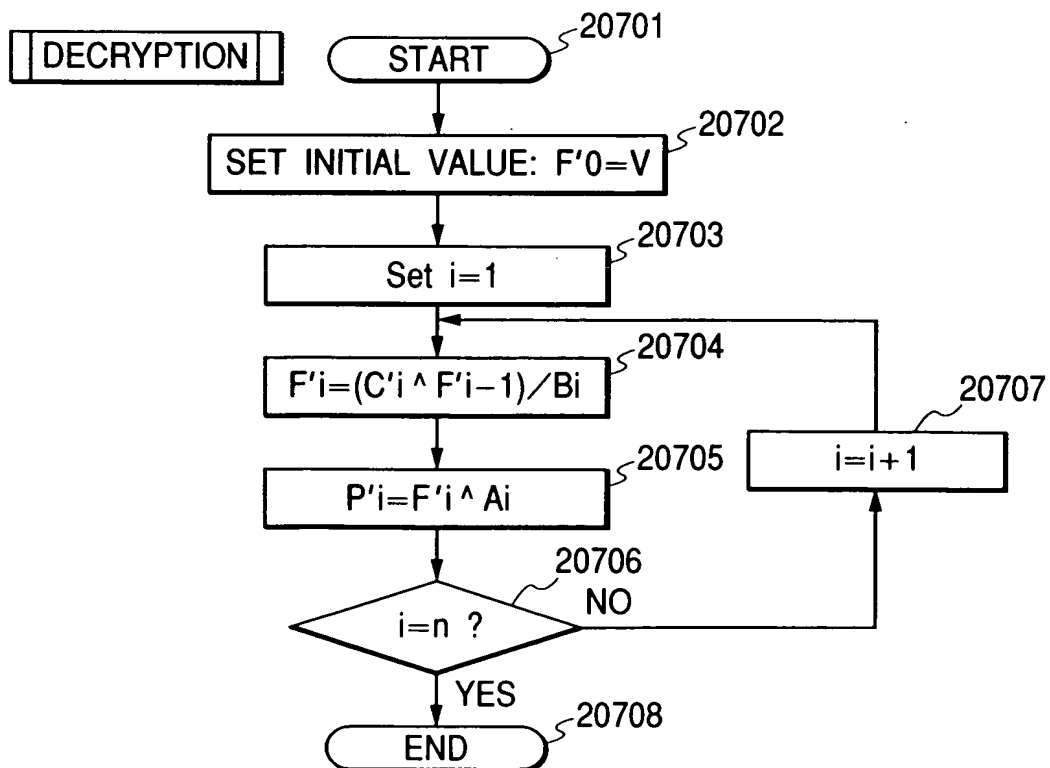 20701
DECRYPTION
START
20702
SET INITIAL VALUE: F'0=V
20703
Set i=1
20704
F'i=(C'i ^ F'i-1)/Bi
20707
i=i+1
20705
P'i=F'i ^ Ai
20706
NO
i=n ?
YES
20708
END